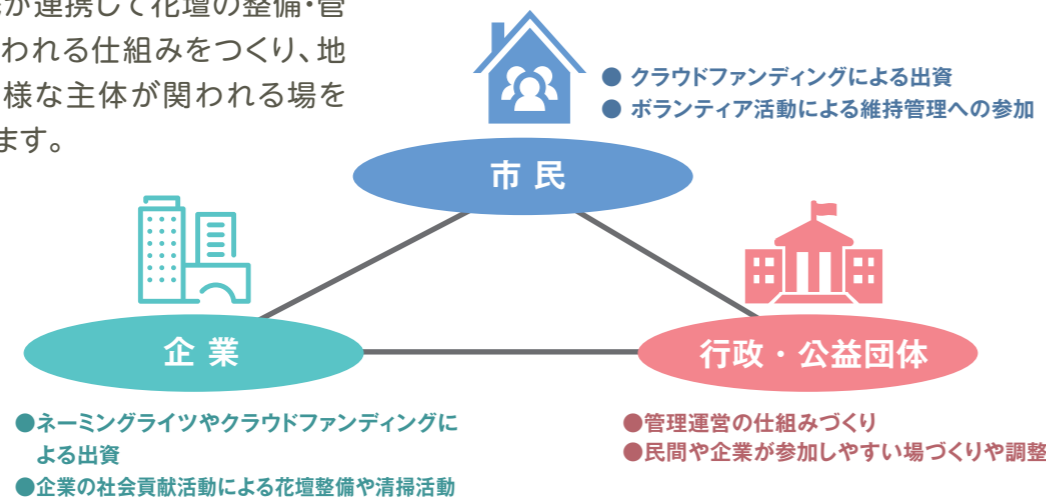 が連携して花壇の整備・管
われる仕組みをつくり、地
様な主体が関われる場を
ます。
● クラウドファンディングによる出資
● ボランティア活動による維持管理への参加
市 民
企 業
行政・公益団体
●ネーミングライツやクラウドファンディングに
よる出資
●企業の社会貢献活動による花壇整備や清掃活動
●管理運営の仕組みづくり
●民間や企業が参加しやすい場づくりや調整